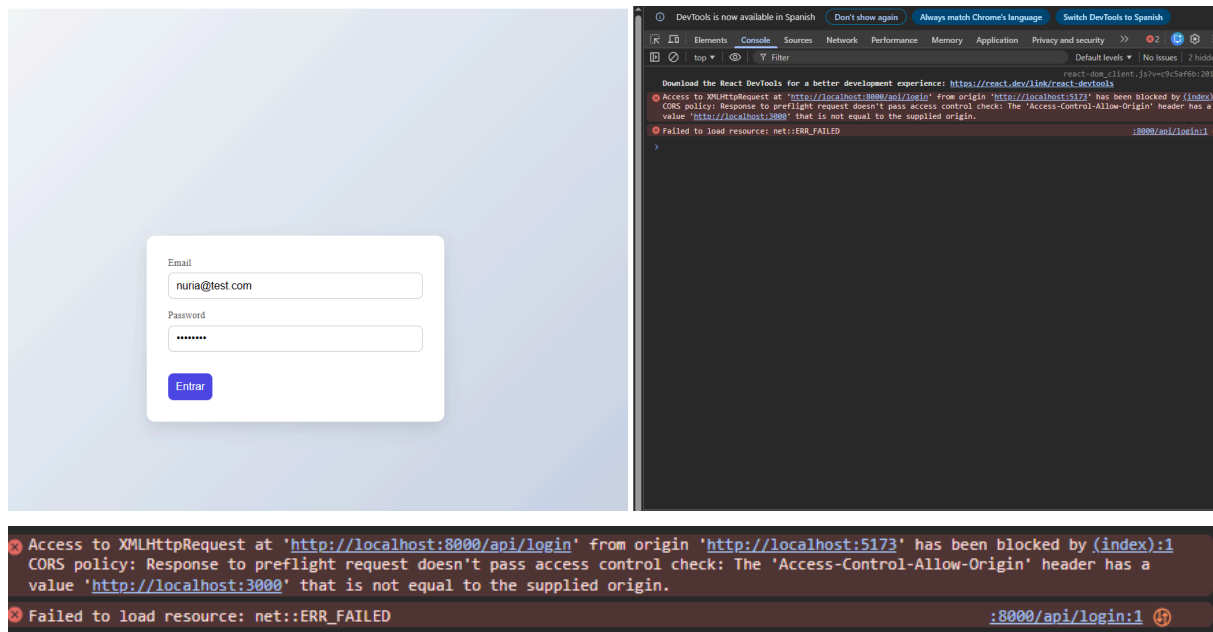 Email
nuria@test.com
Password
••••••••
Entrar
DevTools is now available in Spanish Don't show again Always match Chrome's language Switch DevTools to Spanish
Elements Console Sources Network Performance Memory Application Privacy and security 2
top Filter Default levels No Issues 2 hidd
react-dom_client.js?v=c9c5af6b:201
Download the React DevTools for a better development experience: https://react.dev/link/react-devtools
Access to XMLHttpRequest at 'http://localhost:8000/api/login' from origin 'http://localhost:5173' has been blocked by (index)
CORS policy: Response to preflight request doesn't pass access control check: The 'Access-Control-Allow-Origin' header has a
value 'http://localhost:3000' that is not equal to the supplied origin.
Failed to load resource: net::ERR_FAILED :8000/api/login:1
Access to XMLHttpRequest at 'http://localhost:8000/api/login' from origin 'http://localhost:5173' has been blocked by (index):1
CORS policy: Response to preflight request doesn't pass access control check: The 'Access-Control-Allow-Origin' header has a
value 'http://localhost:3000' that is not equal to the supplied origin.
Failed to load resource: net::ERR_FAILED :8000/api/login:1